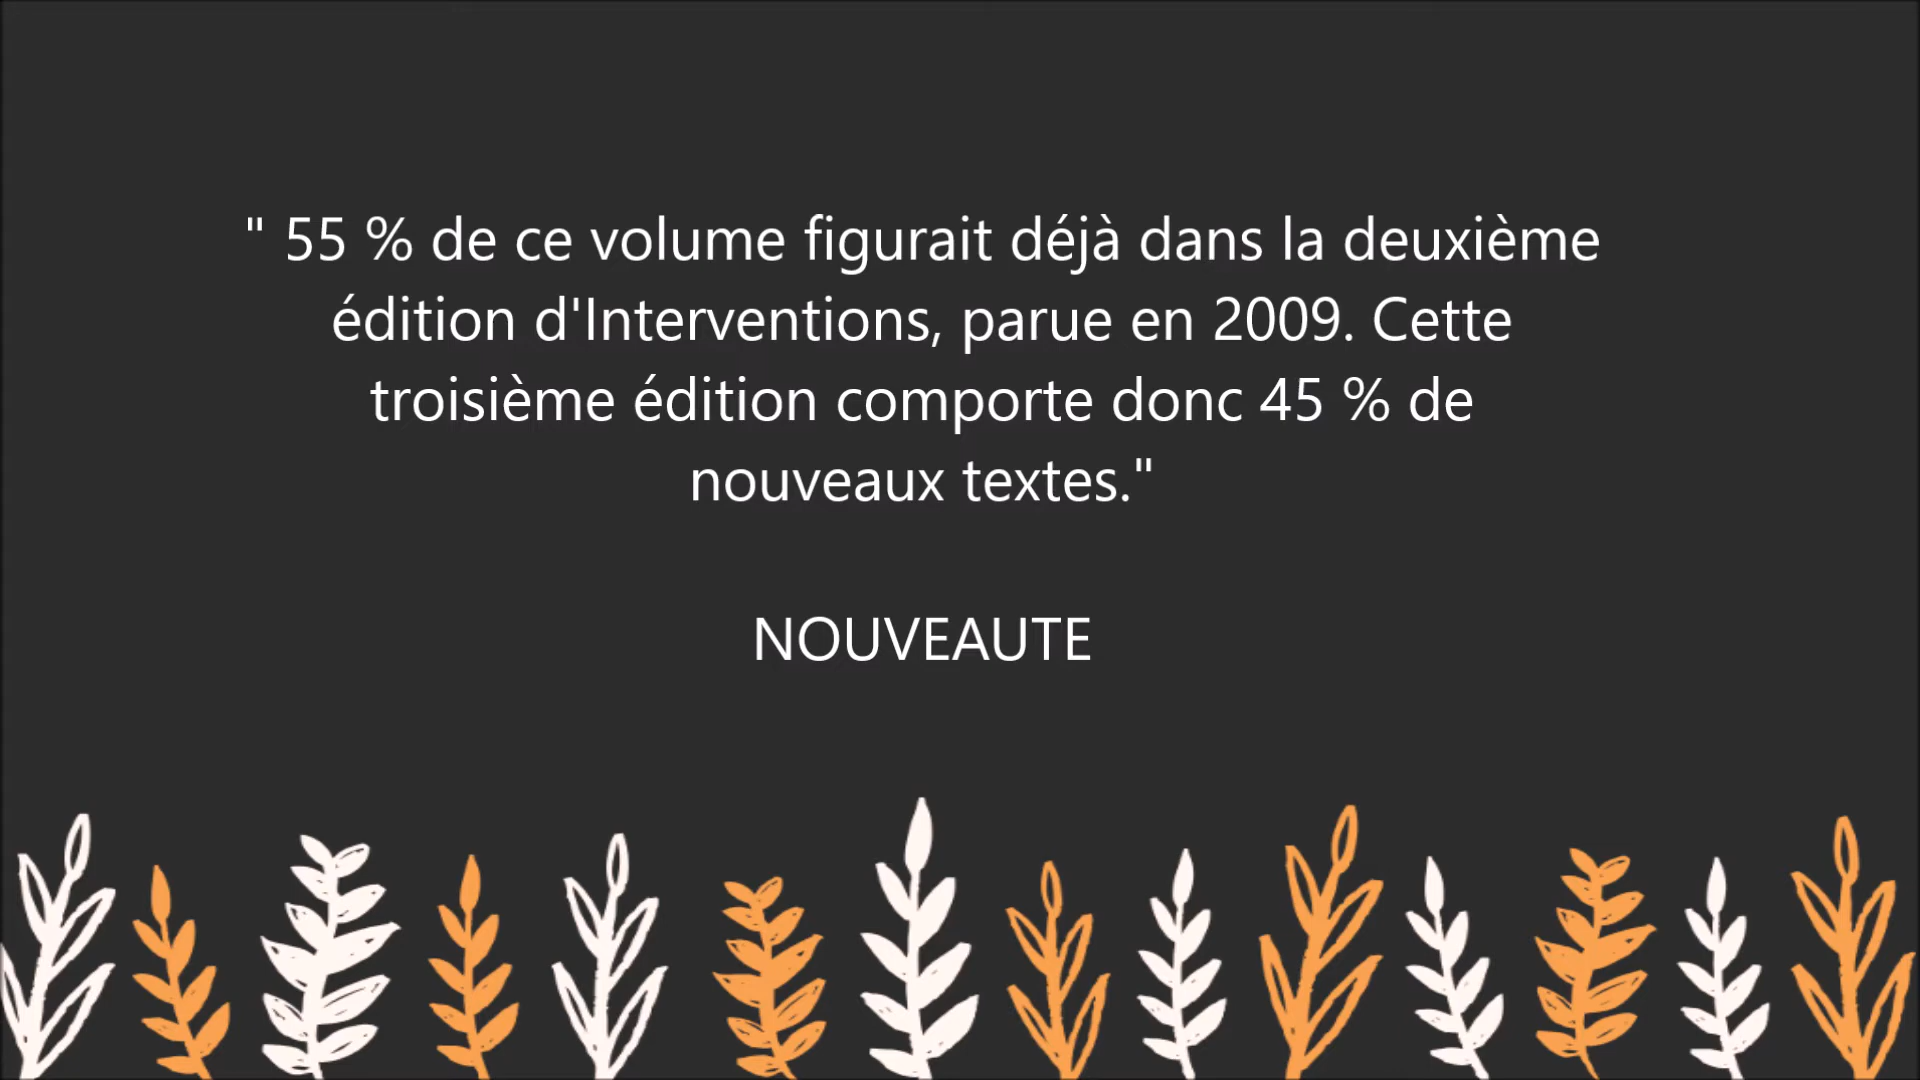 " 55 % de ce volume figurait déjà dans la deuxième
édition d'Interventions, parue en 2009. Cette
troisième édition comporte donc 45 % de
nouveaux textes."
NOUVEAUTE